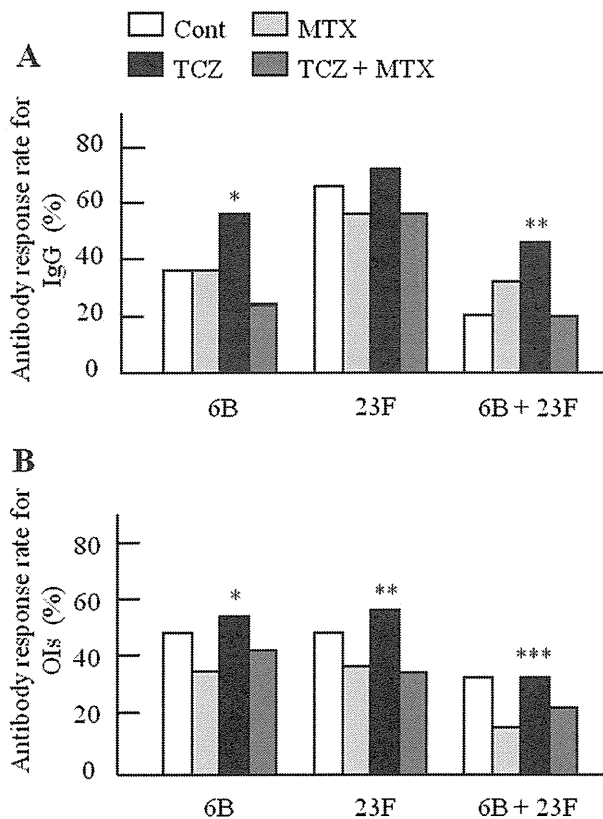 Cont MTX
TCZ TCZ + MTX
A
Antibody response rate for
IgG (%)
80
60
40
20
0
*
**
6B 23F 6B + 23F
B
Antibody response rate for
OIs (%)
80
60
40
20
0
*
**
***
6B 23F 6B + 23F